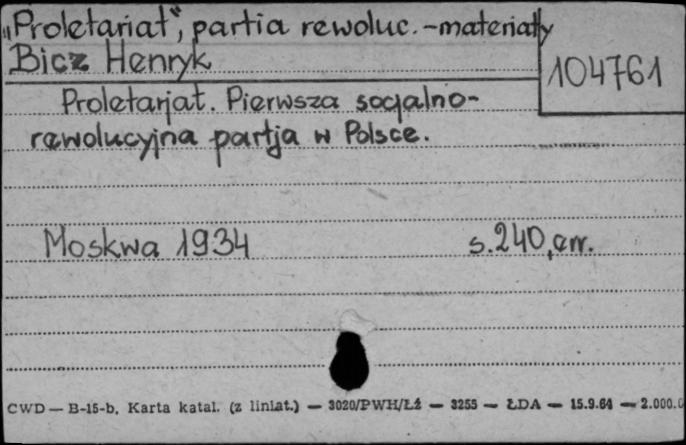 „Proletariat”, partia rewoluc. -materiały
Bicz Henryk
104761
Proletarjat. Pierwsza socjalno-
rewolucyjna partja w Polsce.
Moskwa 1934 s. 240, err.
CWD — B-15-b. Karta katal. (z liniat.) — 3020/PWH/Łź — 3255 — ŁDA — 15.9.64 — 2.000.0